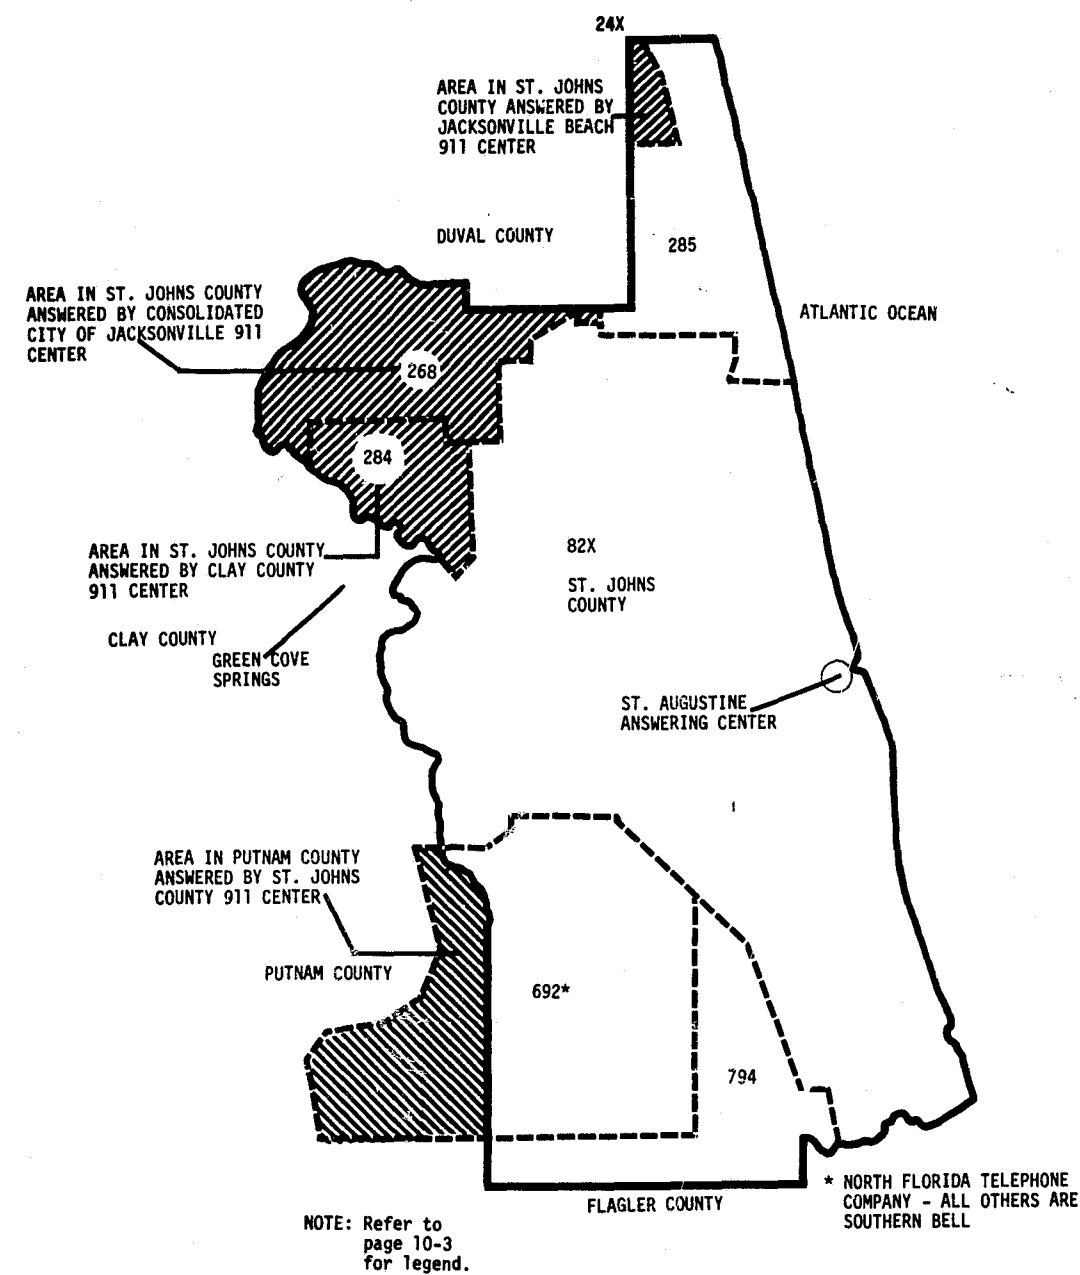 24X
AREA IN ST. JOHNS
COUNTY ANSWERED BY
JACKSONVILLE BEACH
911 CENTER
DUVAL COUNTY
285
AREA IN ST. JOHNS COUNTY
ANSWERED BY CONSOLIDATED
CITY OF JACKSONVILLE 911
CENTER
ATLANTIC OCEAN
268
284
AREA IN ST. JOHNS COUNTY
ANSWERED BY CLAY COUNTY
911 CENTER
82X
ST. JOHNS
COUNTY
CLAY COUNTY
GREEN COVE
SPRINGS
ST. AUGUSTINE
ANSWERING CENTER
AREA IN PUTNAM COUNTY
ANSWERED BY ST. JOHNS
COUNTY 911 CENTER
PUTNAM COUNTY
692*
794
* NORTH FLORIDA TELEPHONE
COMPANY - ALL OTHERS ARE
SOUTHERN BELL
FLAGLER COUNTY
NOTE: Refer to
page 10-3
for legend.